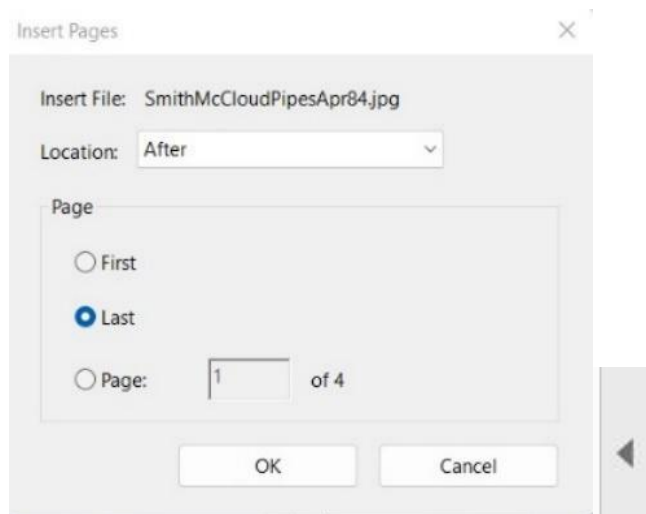 Insert Pages
Insert File: SmithMcCloudPipesApr84.jpg
Location: After
Page
First
Last
Page: 1 of 4
OK Cancel